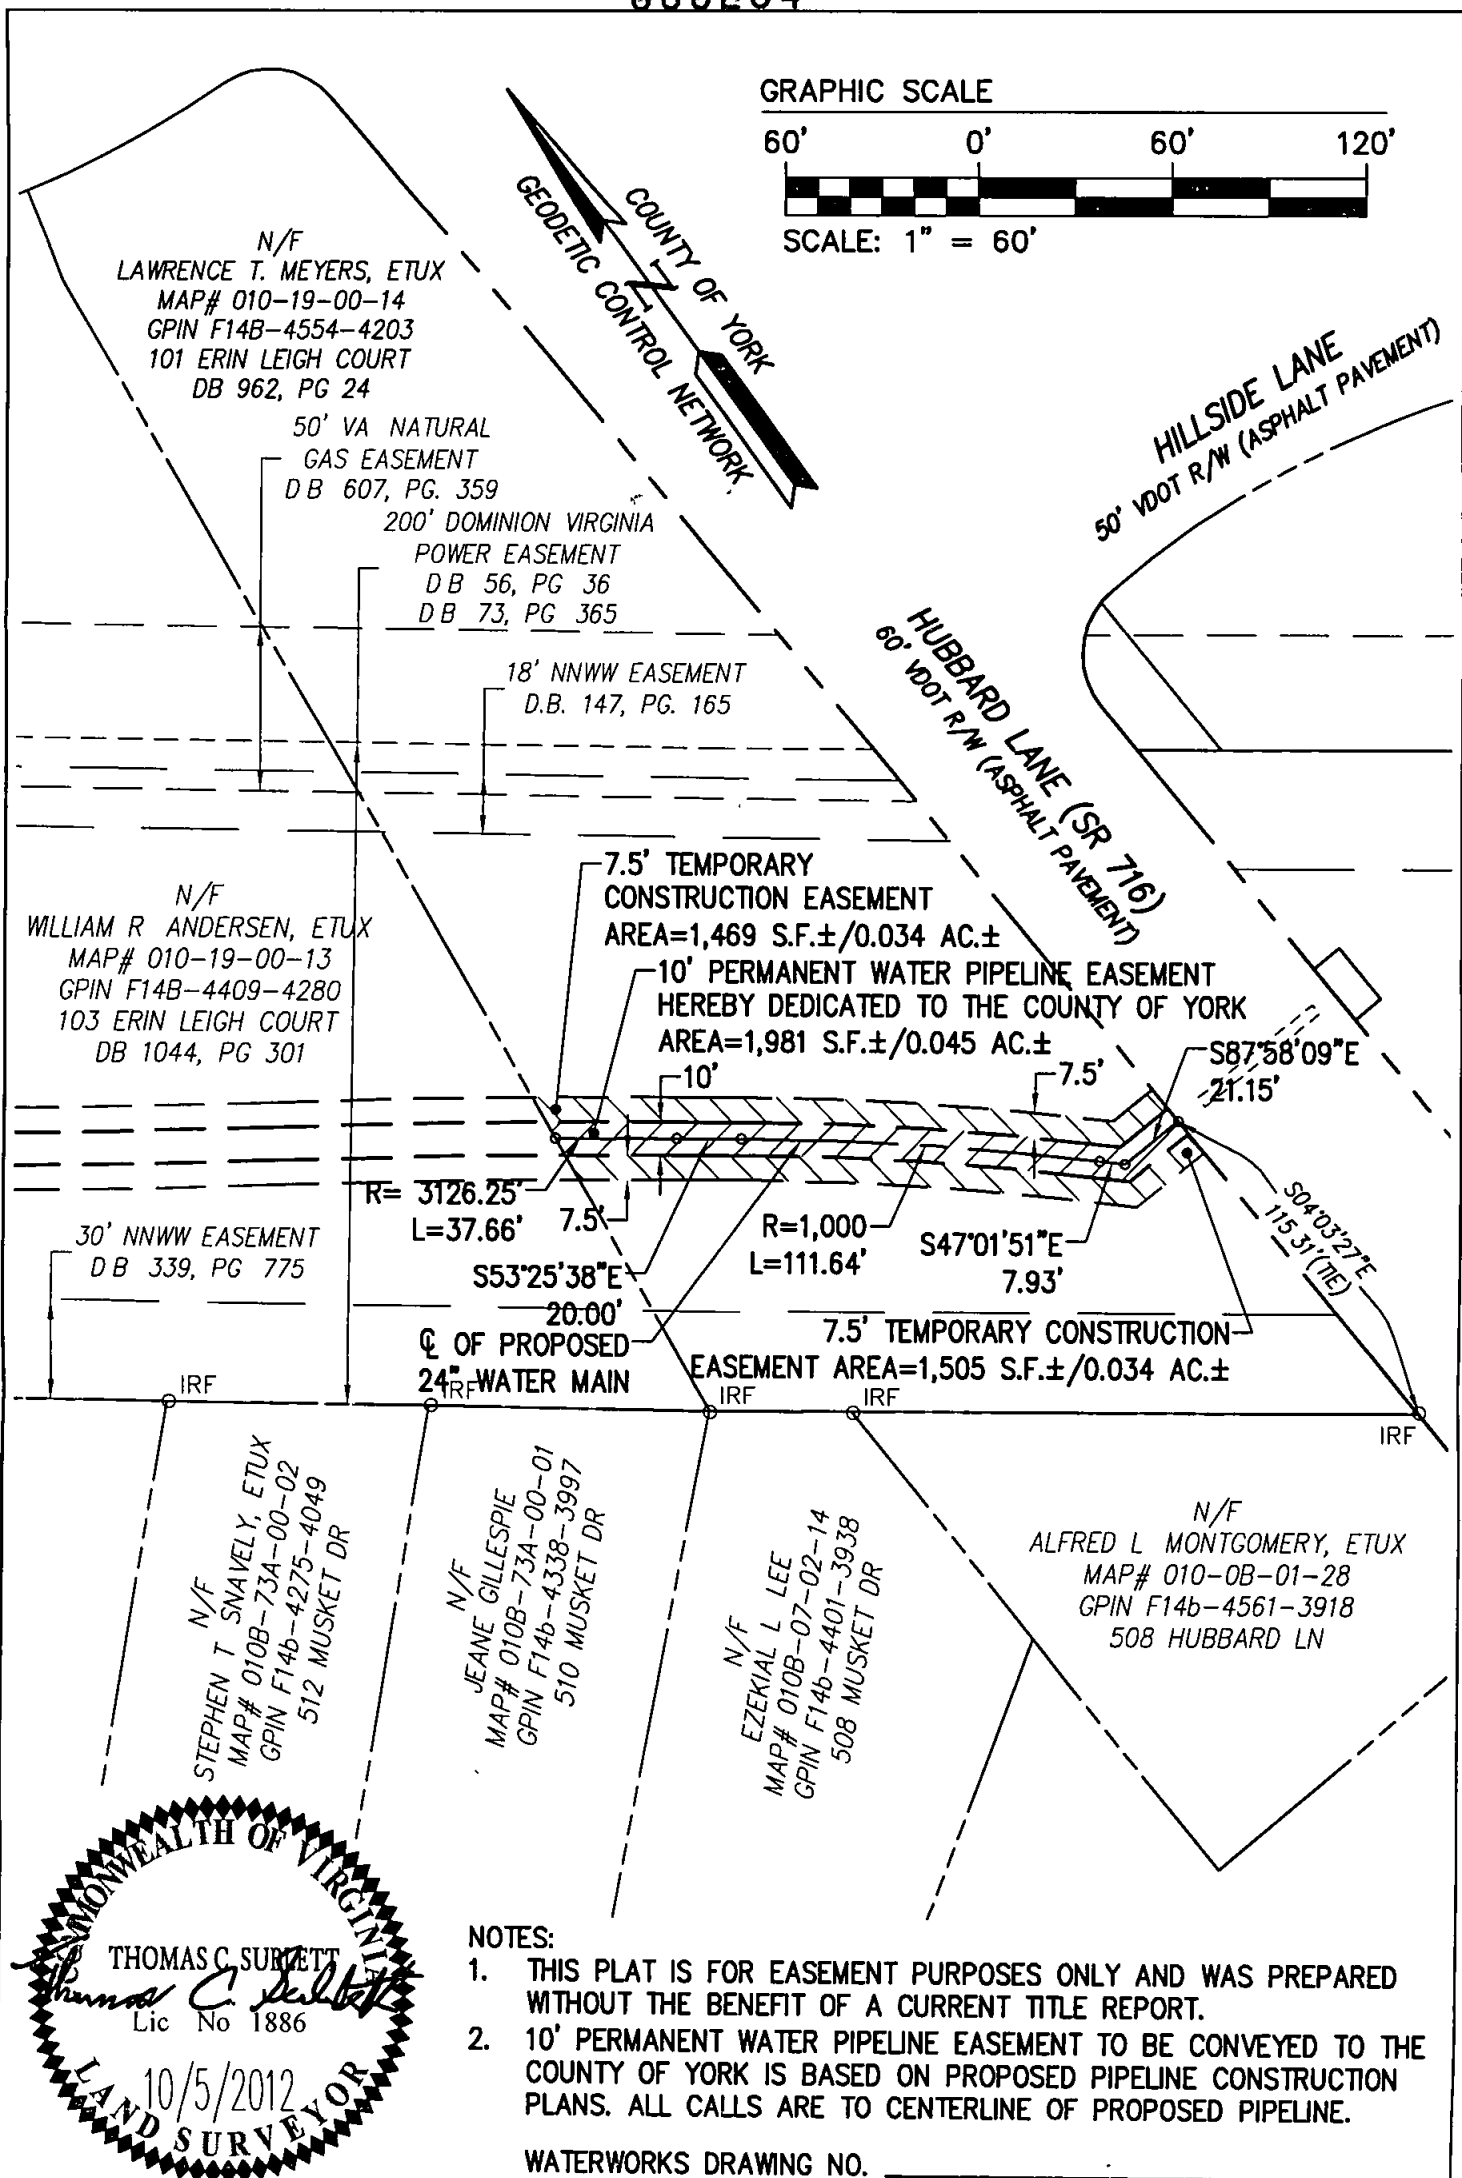 GRAPHIC SCALE
60' 0' 60' 120'
SCALE: 1" = 60'
COUNTY OF YORK
GEODETIC CONTROL NETWORK
N/F
LAWRENCE T. MEYERS, ETUX
MAP# 010-19-00-14
GPIN F14B-4554-4203
101 ERIN LEIGH COURT
DB 962, PG 24
50' VA NATURAL
GAS EASEMENT
DB 607, PG. 359
200' DOMINION VIRGINIA
POWER EASEMENT
DB 56, PG 36
DB 73, PG 365
18' NNWW EASEMENT
D.B. 147, PG. 165
HILLSIDE LANE
50' VDOT R/W (ASPHALT PAVEMENT)
HUBBARD LANE (SR 716)
60' VDOT R/W (ASPHALT PAVEMENT)
N/F
WILLIAM R ANDERSEN, ETUX
MAP# 010-19-00-13
GPIN F14B-4409-4280
103 ERIN LEIGH COURT
DB 1044, PG 301
7.5' TEMPORARY
CONSTRUCTION EASEMENT
AREA=1,469 S.F.±/0.034 AC.±
10' PERMANENT WATER PIPELINE EASEMENT
HEREBY DEDICATED TO THE COUNTY OF YORK
AREA=1,981 S.F.±/0.045 AC.±
10'
7.5'
S87°58'09"E
21.15'
R= 3126.25'
L=37.66'
7.5'
R=1,000
L=111.64'
S47°01'51"E
7.93'
S04°03'27"E
115 31'(TIE)
30' NNWW EASEMENT
DB 339, PG 775
S53°25'38"E
20.00'
℄ OF PROPOSED
24" WATER MAIN
7.5' TEMPORARY CONSTRUCTION
EASEMENT AREA=1,505 S.F.±/0.034 AC.±
IRF
IRF
IRF
IRF
IRF
N/F
STEPHEN T SNAVELY, ETUX
MAP# 010B-73A-00-02
GPIN F14b-4275-4049
512 MUSKET DR
N/F
JEANE GILLESPIE
MAP# 010B-73A-00-01
GPIN F14b-4338-3997
510 MUSKET DR
N/F
EZEKIAL L LEE
MAP# 010B-07-02-14
GPIN F14b-4401-3938
508 MUSKET DR
N/F
ALFRED L MONTGOMERY, ETUX
MAP# 010-0B-01-28
GPIN F14b-4561-3918
508 HUBBARD LN
COMMONWEALTH OF VIRGINIA
THOMAS C. SUBLETT
Lic No 1886
10/5/2012
LAND SURVEYOR
NOTES:
1. THIS PLAT IS FOR EASEMENT PURPOSES ONLY AND WAS PREPARED
WITHOUT THE BENEFIT OF A CURRENT TITLE REPORT.
2. 10' PERMANENT WATER PIPELINE EASEMENT TO BE CONVEYED TO THE
COUNTY OF YORK IS BASED ON PROPOSED PIPELINE CONSTRUCTION
PLANS. ALL CALLS ARE TO CENTERLINE OF PROPOSED PIPELINE.
WATERWORKS DRAWING NO.